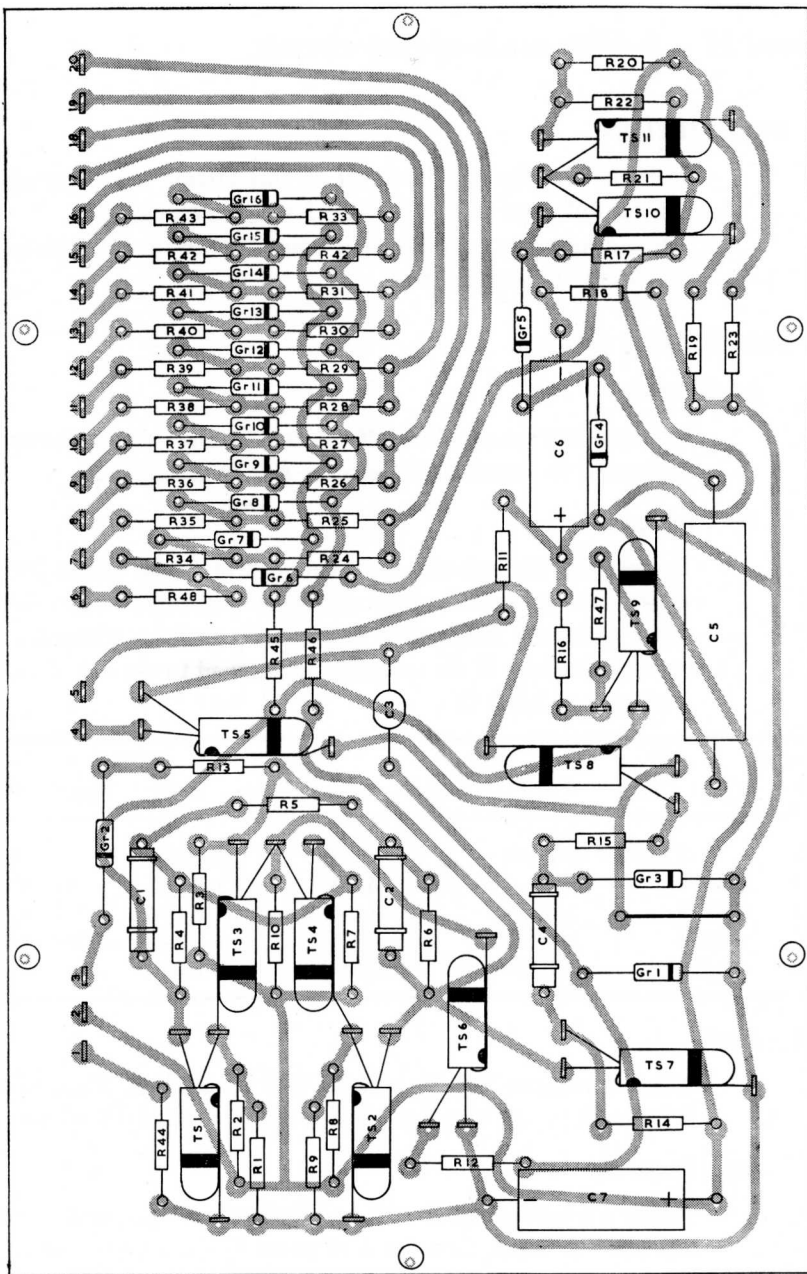 20
19
18
17
16
15
14
13
12
11
10
9
8
7
6
5
4
3
2
1
Gr16
R43
R33
Gr15
R42
R42
Gr14
R41
R31
Gr13
R40
R30
Gr12
R39
R29
Gr11
R38
R28
Gr10
R37
R27
Gr9
R36
R26
Gr8
R35
R25
Gr7
R34
R24
Gr6
R48
R45
R46
R20
R22
TS11
R21
TS10
R17
R18
Gr5
R19
R23
−
C6
+
Gr4
R11
R16
R47
TS9
C5
C3
TS5
TS8
R13
R5
R15
Gr2
C1
R4
R3
TS3
R10
TS4
R7
C2
R6
C4
Gr3
Gr1
TS6
TS7
R44
TS1
R2
R1
R9
R8
TS2
R14
R12
− C7 +